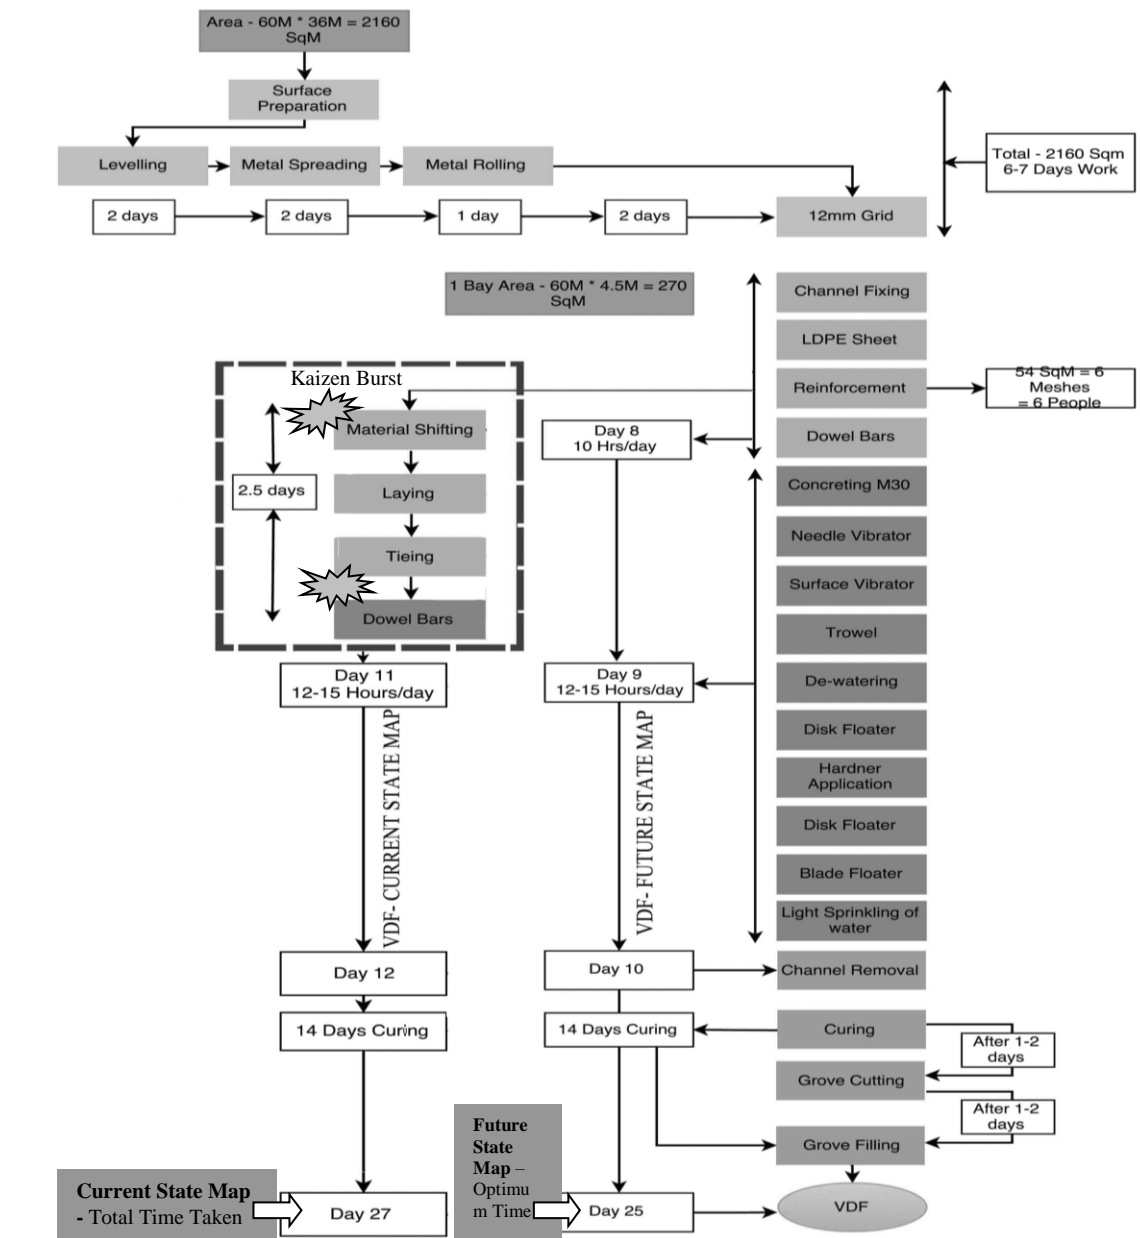 Area - 60M * 36M = 2160
SqM
Surface
Preparation
Levelling
Metal Spreading
Metal Rolling
Total - 2160 Sqm
6-7 Days Work
2 days
2 days
1 day
2 days
12mm Grid
1 Bay Area - 60M * 4.5M = 270
SqM
Channel Fixing
LDPE Sheet
Kaizen Burst
Reinforcement
54 SqM = 6
Meshes
= 6 People
Material Shifting
Day 8
10 Hrs/day
Dowel Bars
2.5 days
Laying
Concreting M30
Tieing
Needle Vibrator
Surface Vibrator
Dowel Bars
Trowel
Day 11
12-15 Hours/day
Day 9
12-15 Hours/day
De-watering
VDF- CURRENT STATE MAP
VDF- FUTURE STATE MAP
Disk Floater
Hardner
Application
Disk Floater
Blade Floater
Light Sprinkling of
water
Day 12
Day 10
Channel Removal
14 Days Curing
14 Days Curing
Curing
After 1-2
days
Grove Cutting
After 1-2
days
Grove Filling
Future
State
Map –
Optimu
m Time
Current State Map
- Total Time Taken
Day 27
Day 25
VDF